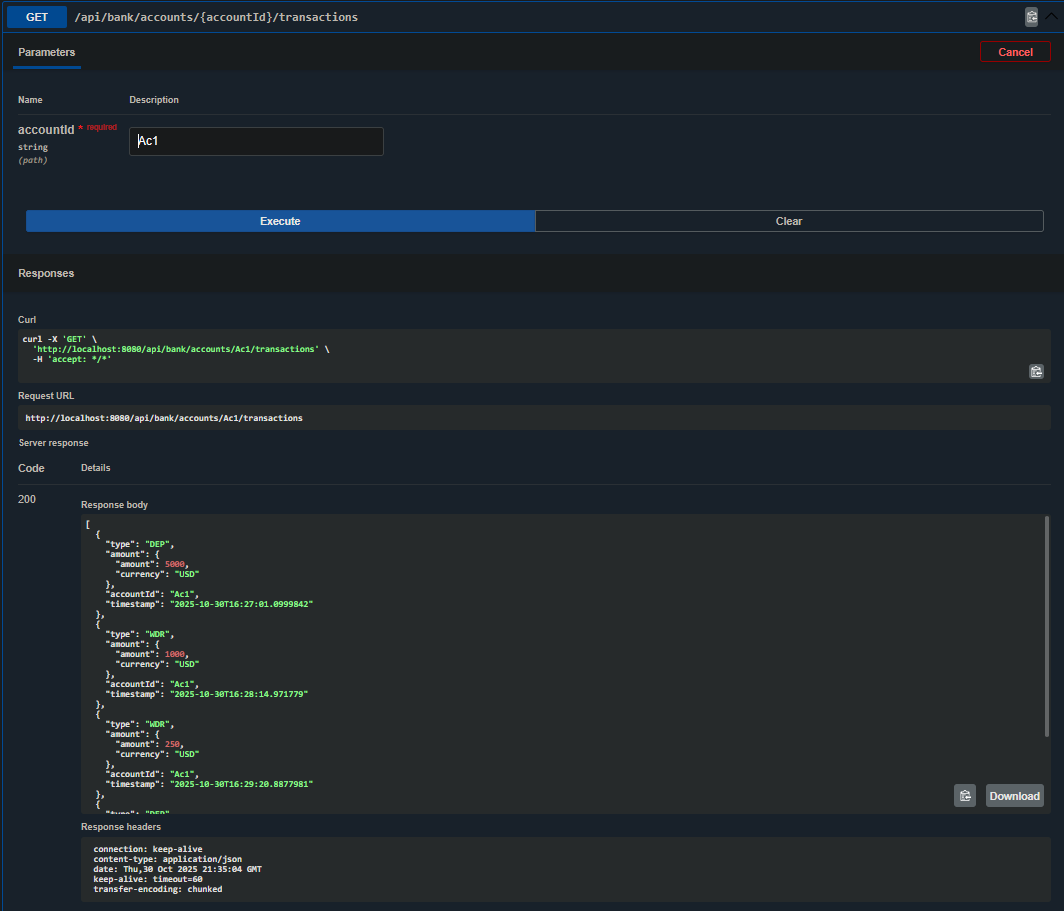 GET /api/bank/accounts/{accountId}/transactions
Parameters
Cancel
Name Description
accountId * required
string
(path)
Ac1
Execute Clear
Responses
Curl
curl -X 'GET' \
'http://localhost:8080/api/bank/accounts/Ac1/transactions' \
-H 'accept: */*'
Request URL
http://localhost:8080/api/bank/accounts/Ac1/transactions
Server response
Code Details
200
Response body
[
{
"type": "DEP",
"amount": {
"amount": 5000,
"currency": "USD"
},
"accountId": "Ac1",
"timestamp": "2025-10-30T16:27:01.0999842"
},
{
"type": "WDR",
"amount": {
"amount": 1000,
"currency": "USD"
},
"accountId": "Ac1",
"timestamp": "2025-10-30T16:28:14.971779"
},
{
"type": "WDR",
"amount": {
"amount": 250,
"currency": "USD"
},
"accountId": "Ac1",
"timestamp": "2025-10-30T16:29:20.8877981"
},
{
"type": "DEP",
Download
Response headers
connection: keep-alive
content-type: application/json
date: Thu,30 Oct 2025 21:35:04 GMT
keep-alive: timeout=60
transfer-encoding: chunked